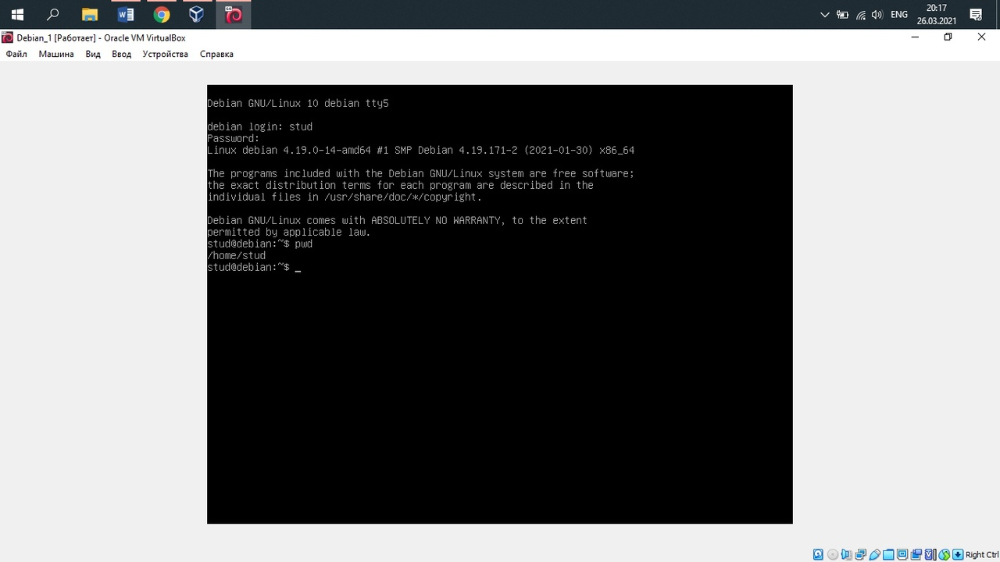 20:17
ENG
26.03.2021
Debian_1 [Работает] - Oracle VM VirtualBox
Файл Машина Вид Ввод Устройства Справка
Debian GNU/Linux 10 debian tty5
debian login: stud
Password:
Linux debian 4.19.0-14-amd64 #1 SMP Debian 4.19.171-2 (2021-01-30) x86_64
The programs included with the Debian GNU/Linux system are free software;
the exact distribution terms for each program are described in the
individual files in /usr/share/doc/*/copyright.
Debian GNU/Linux comes with ABSOLUTELY NO WARRANTY, to the extent
permitted by applicable law.
stud@debian:~$ pwd
/home/stud
stud@debian:~$ _
Right Ctrl